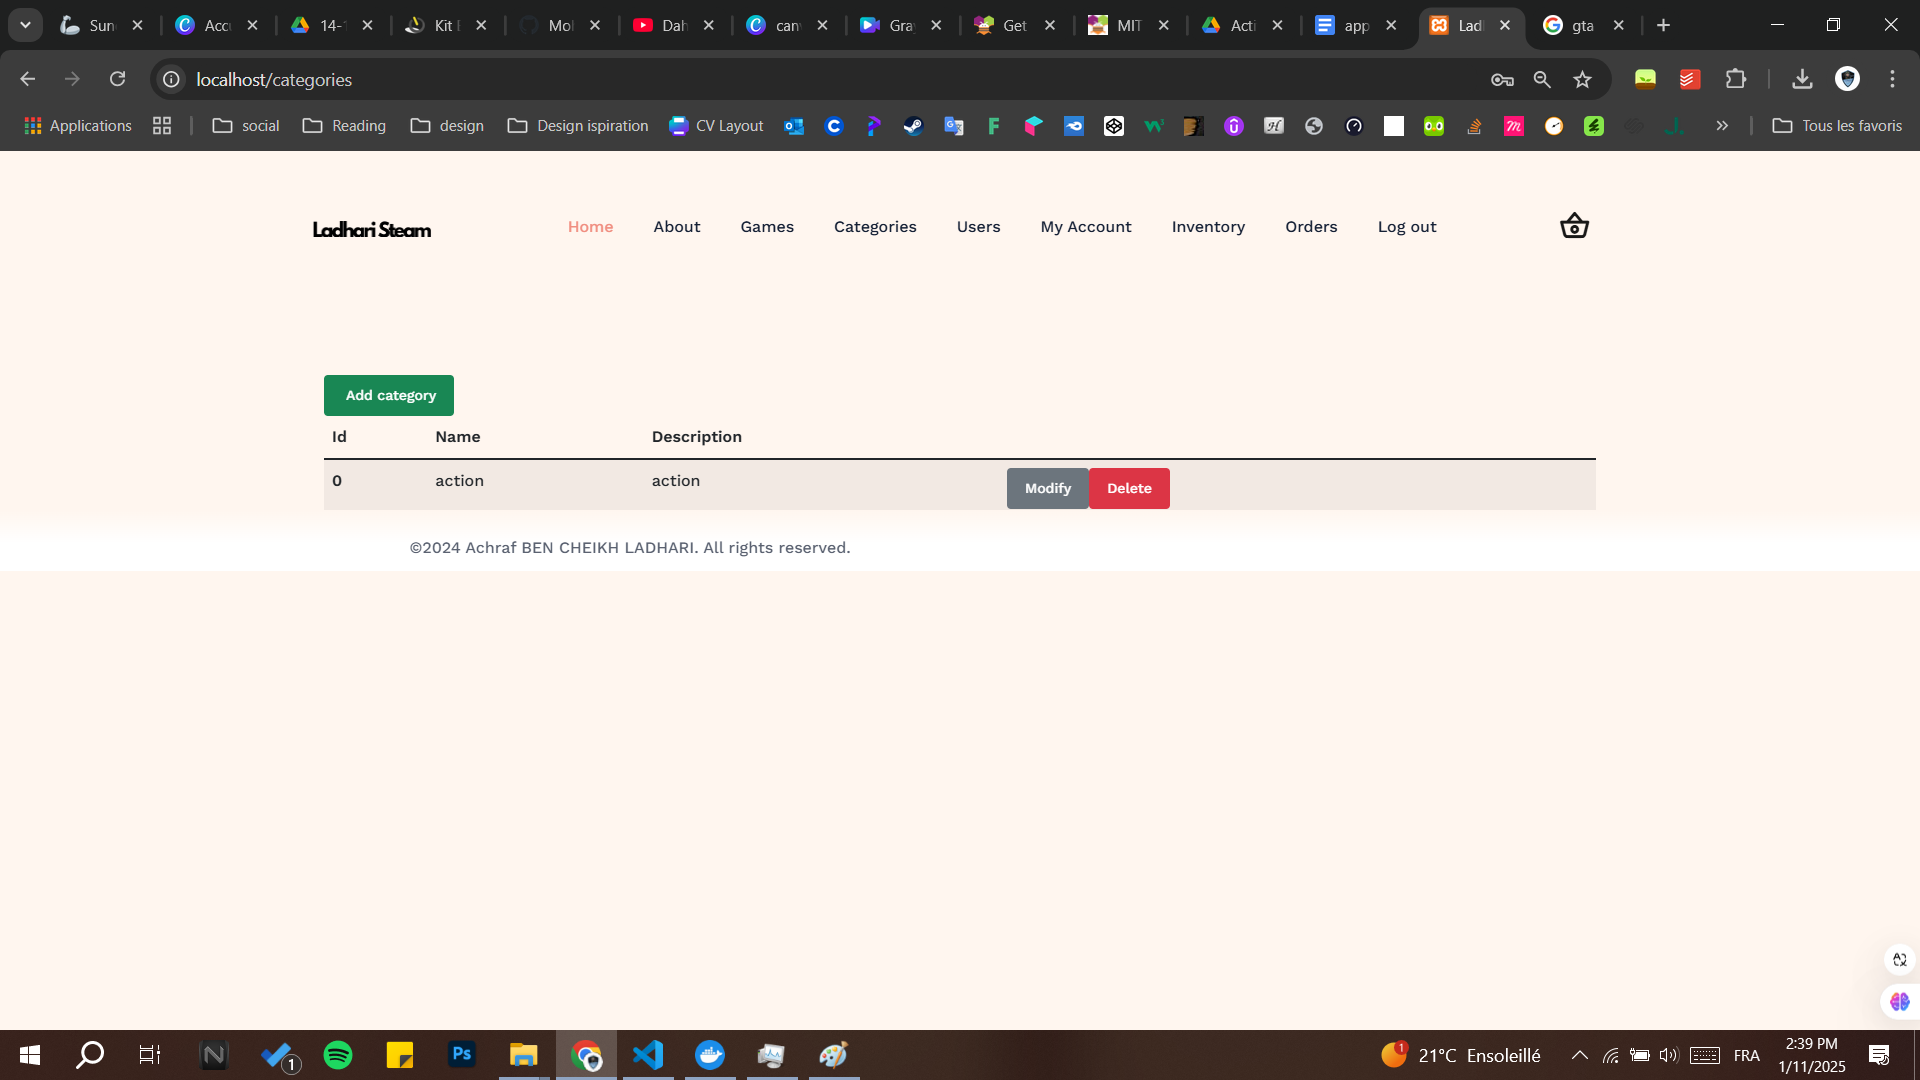 Sun
Acc
14-
Kit
Mo
Dah
can
Gra
Get
MIT
Acti
app
Lad
gta
localhost/categories
Applications
social
Reading
design
Design ispiration
CV Layout
Tous les favoris
Ladhari Steam
Home About Games Categories Users My Account Inventory Orders Log out
Add category
Id Name Description
0 action action Modify Delete
©2024 Achraf BEN CHEIKH LADHARI. All rights reserved.
1
Ps
1
21°C Ensoleillé
FRA
2:39 PM
1/11/2025